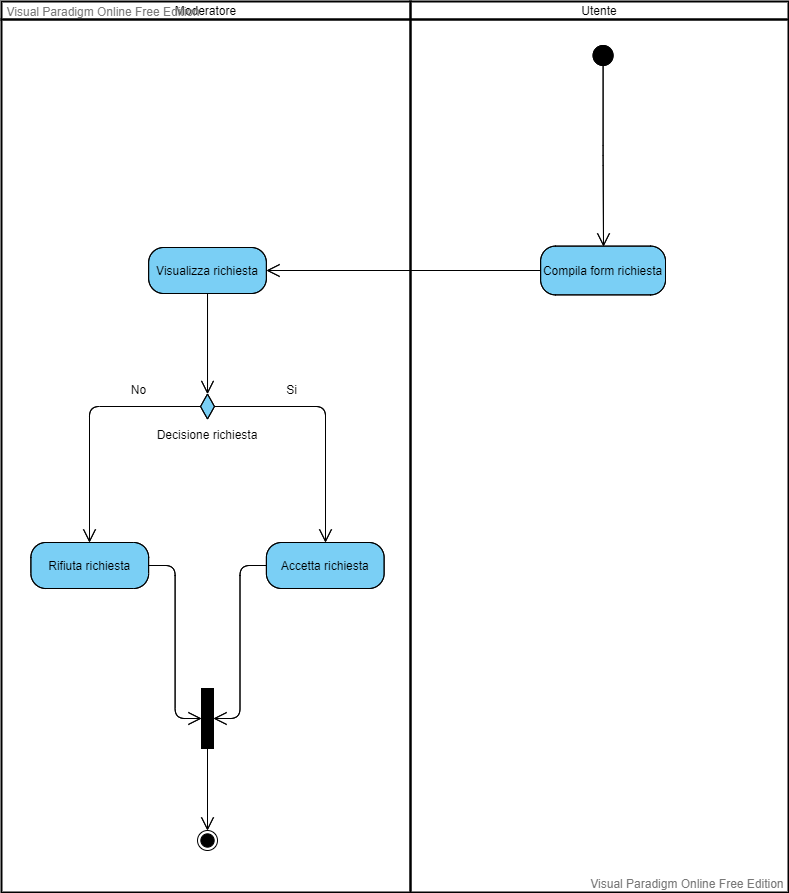 Visual Paradigm Online Free Edition
Moderatore
Utente
Visualizza richiesta
Compila form richiesta
No
Si
Decisione richiesta
Rifiuta richiesta
Accetta richiesta
Visual Paradigm Online Free Edition